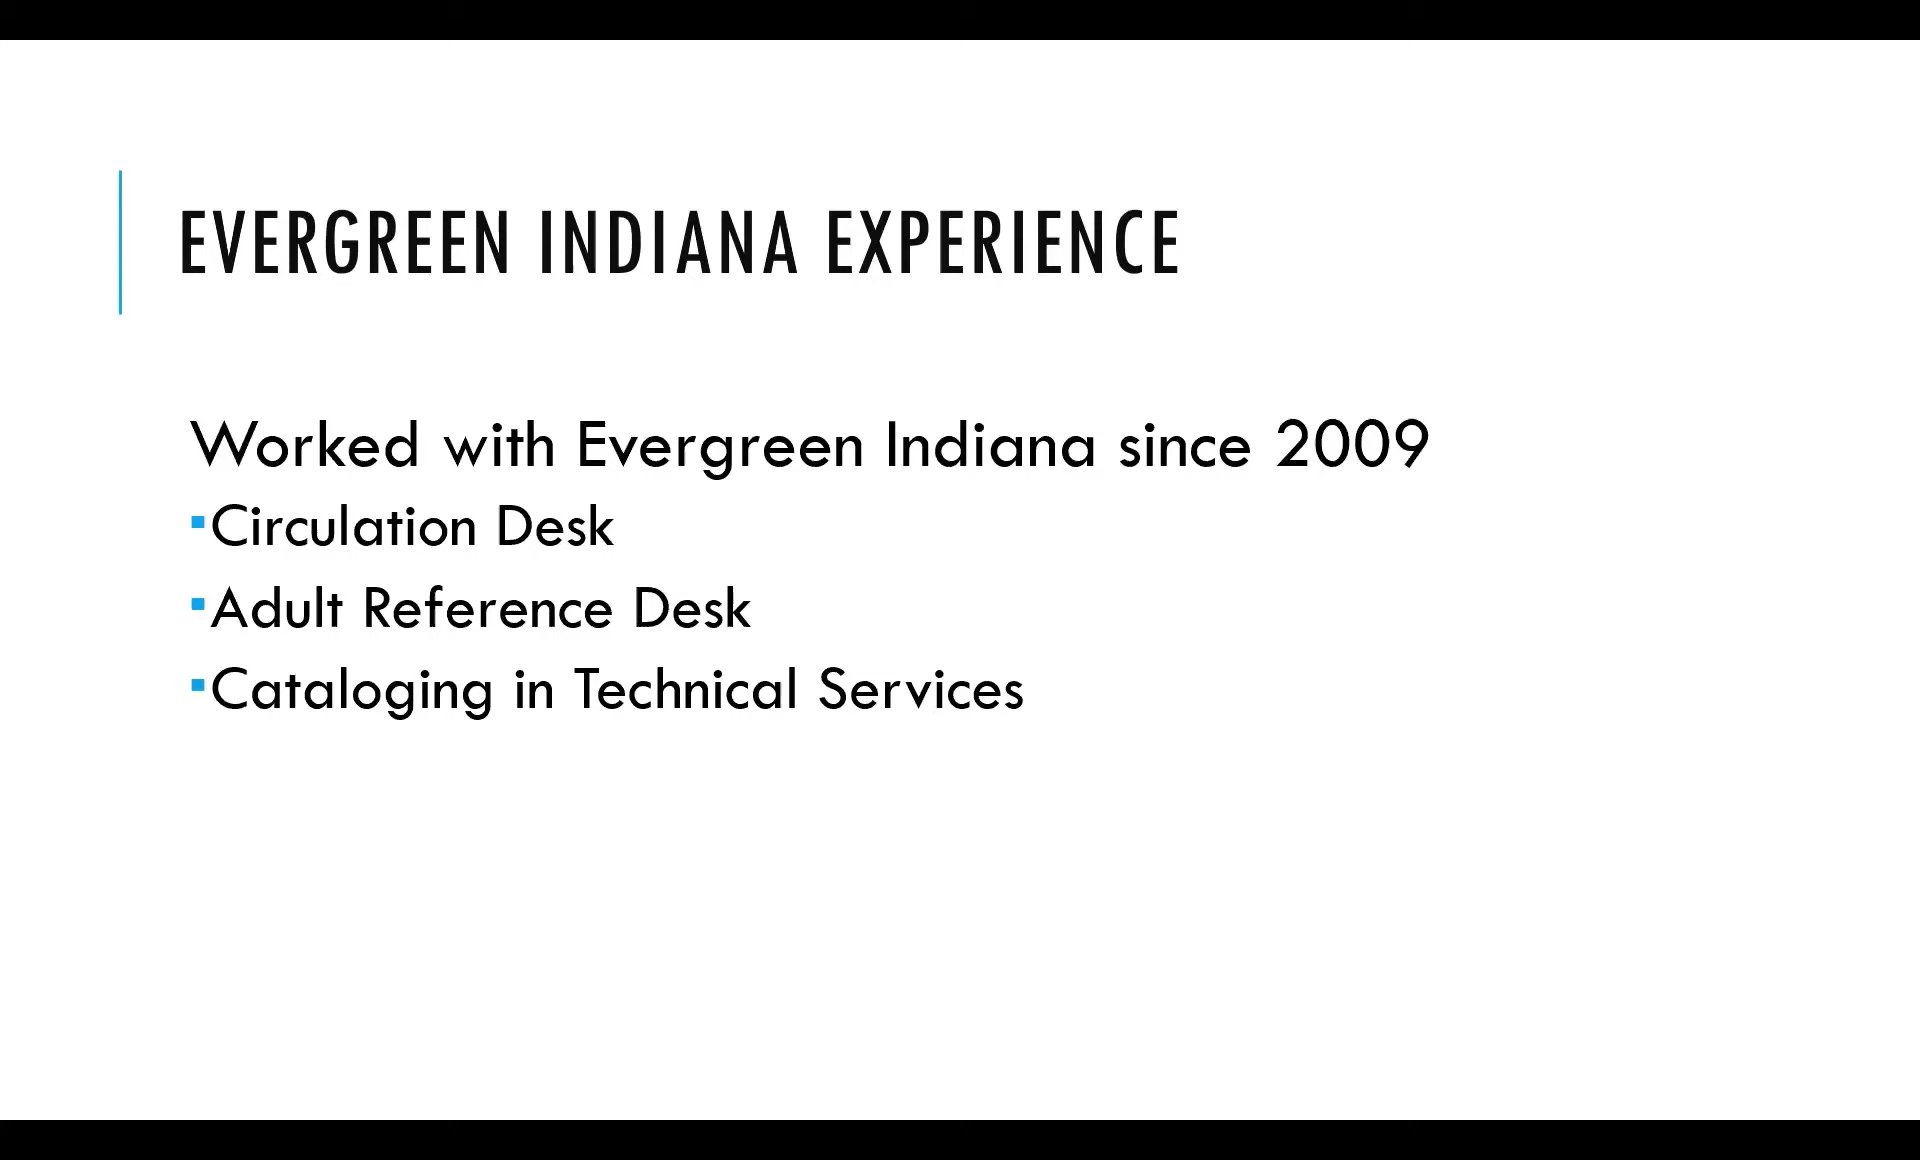 EVERGREEN INDIANA EXPERIENCE
Worked with Evergreen Indiana since 2009
▪Circulation Desk
▪Adult Reference Desk
▪Cataloging in Technical Services